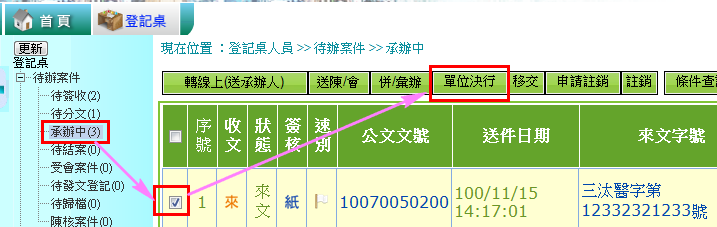 首頁 登記桌
更新
登記桌
待辦案件
待簽收(2)
待分文(1)
承辦中(3)
待結案(0)
受會案件(0)
待發文登記(0)
待歸檔(0)
陳核案件(0)
現在位置：登記桌人員 >> 待辦案件 >> 承辦中
轉線上(送承辦人) 送陳/會 併/彙辦 單位決行 移交 申請註銷 註銷 條件查
序號 收文 狀態 簽核 速別 公文文號 送件日期 來文字號
1 來 來文 紙 10070050200 100/11/15 14:17:01 三汰醫字第12332321233號